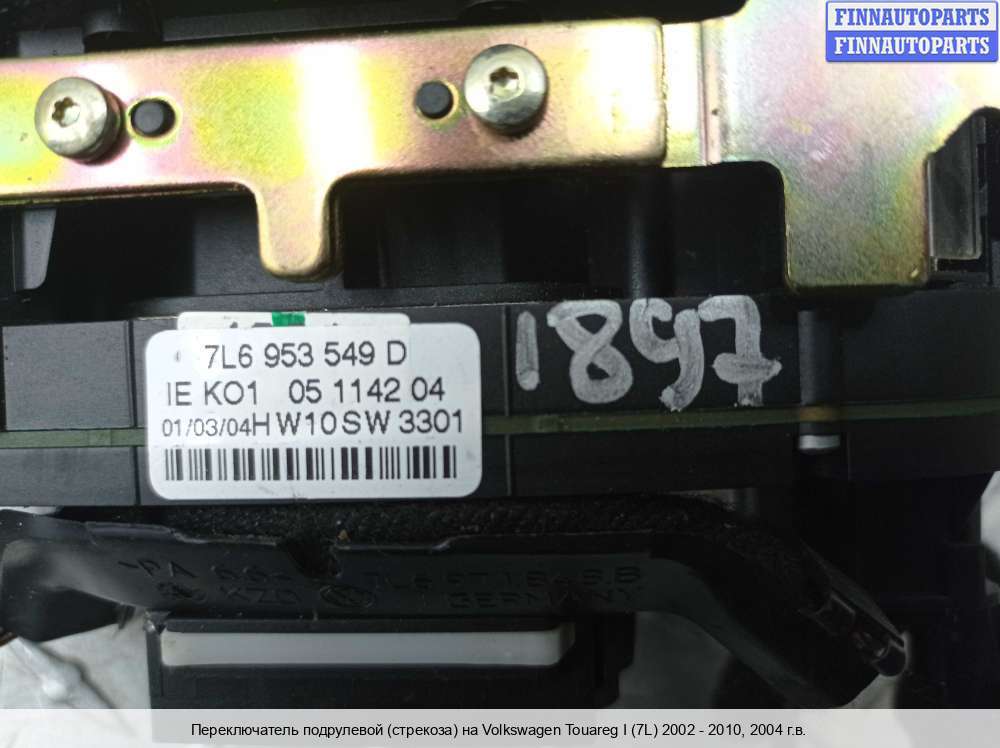 FINNAUTOPARTS
FINNAUTOPARTS
1897
7L6 953 549 D
IE KO1 05 1142 04
01/03/04 H W10 SW 3301
GERMANY
Переключатель подрулевой (стрекоза) на Volkswagen Touareg I (7L) 2002 - 2010, 2004 г.в.